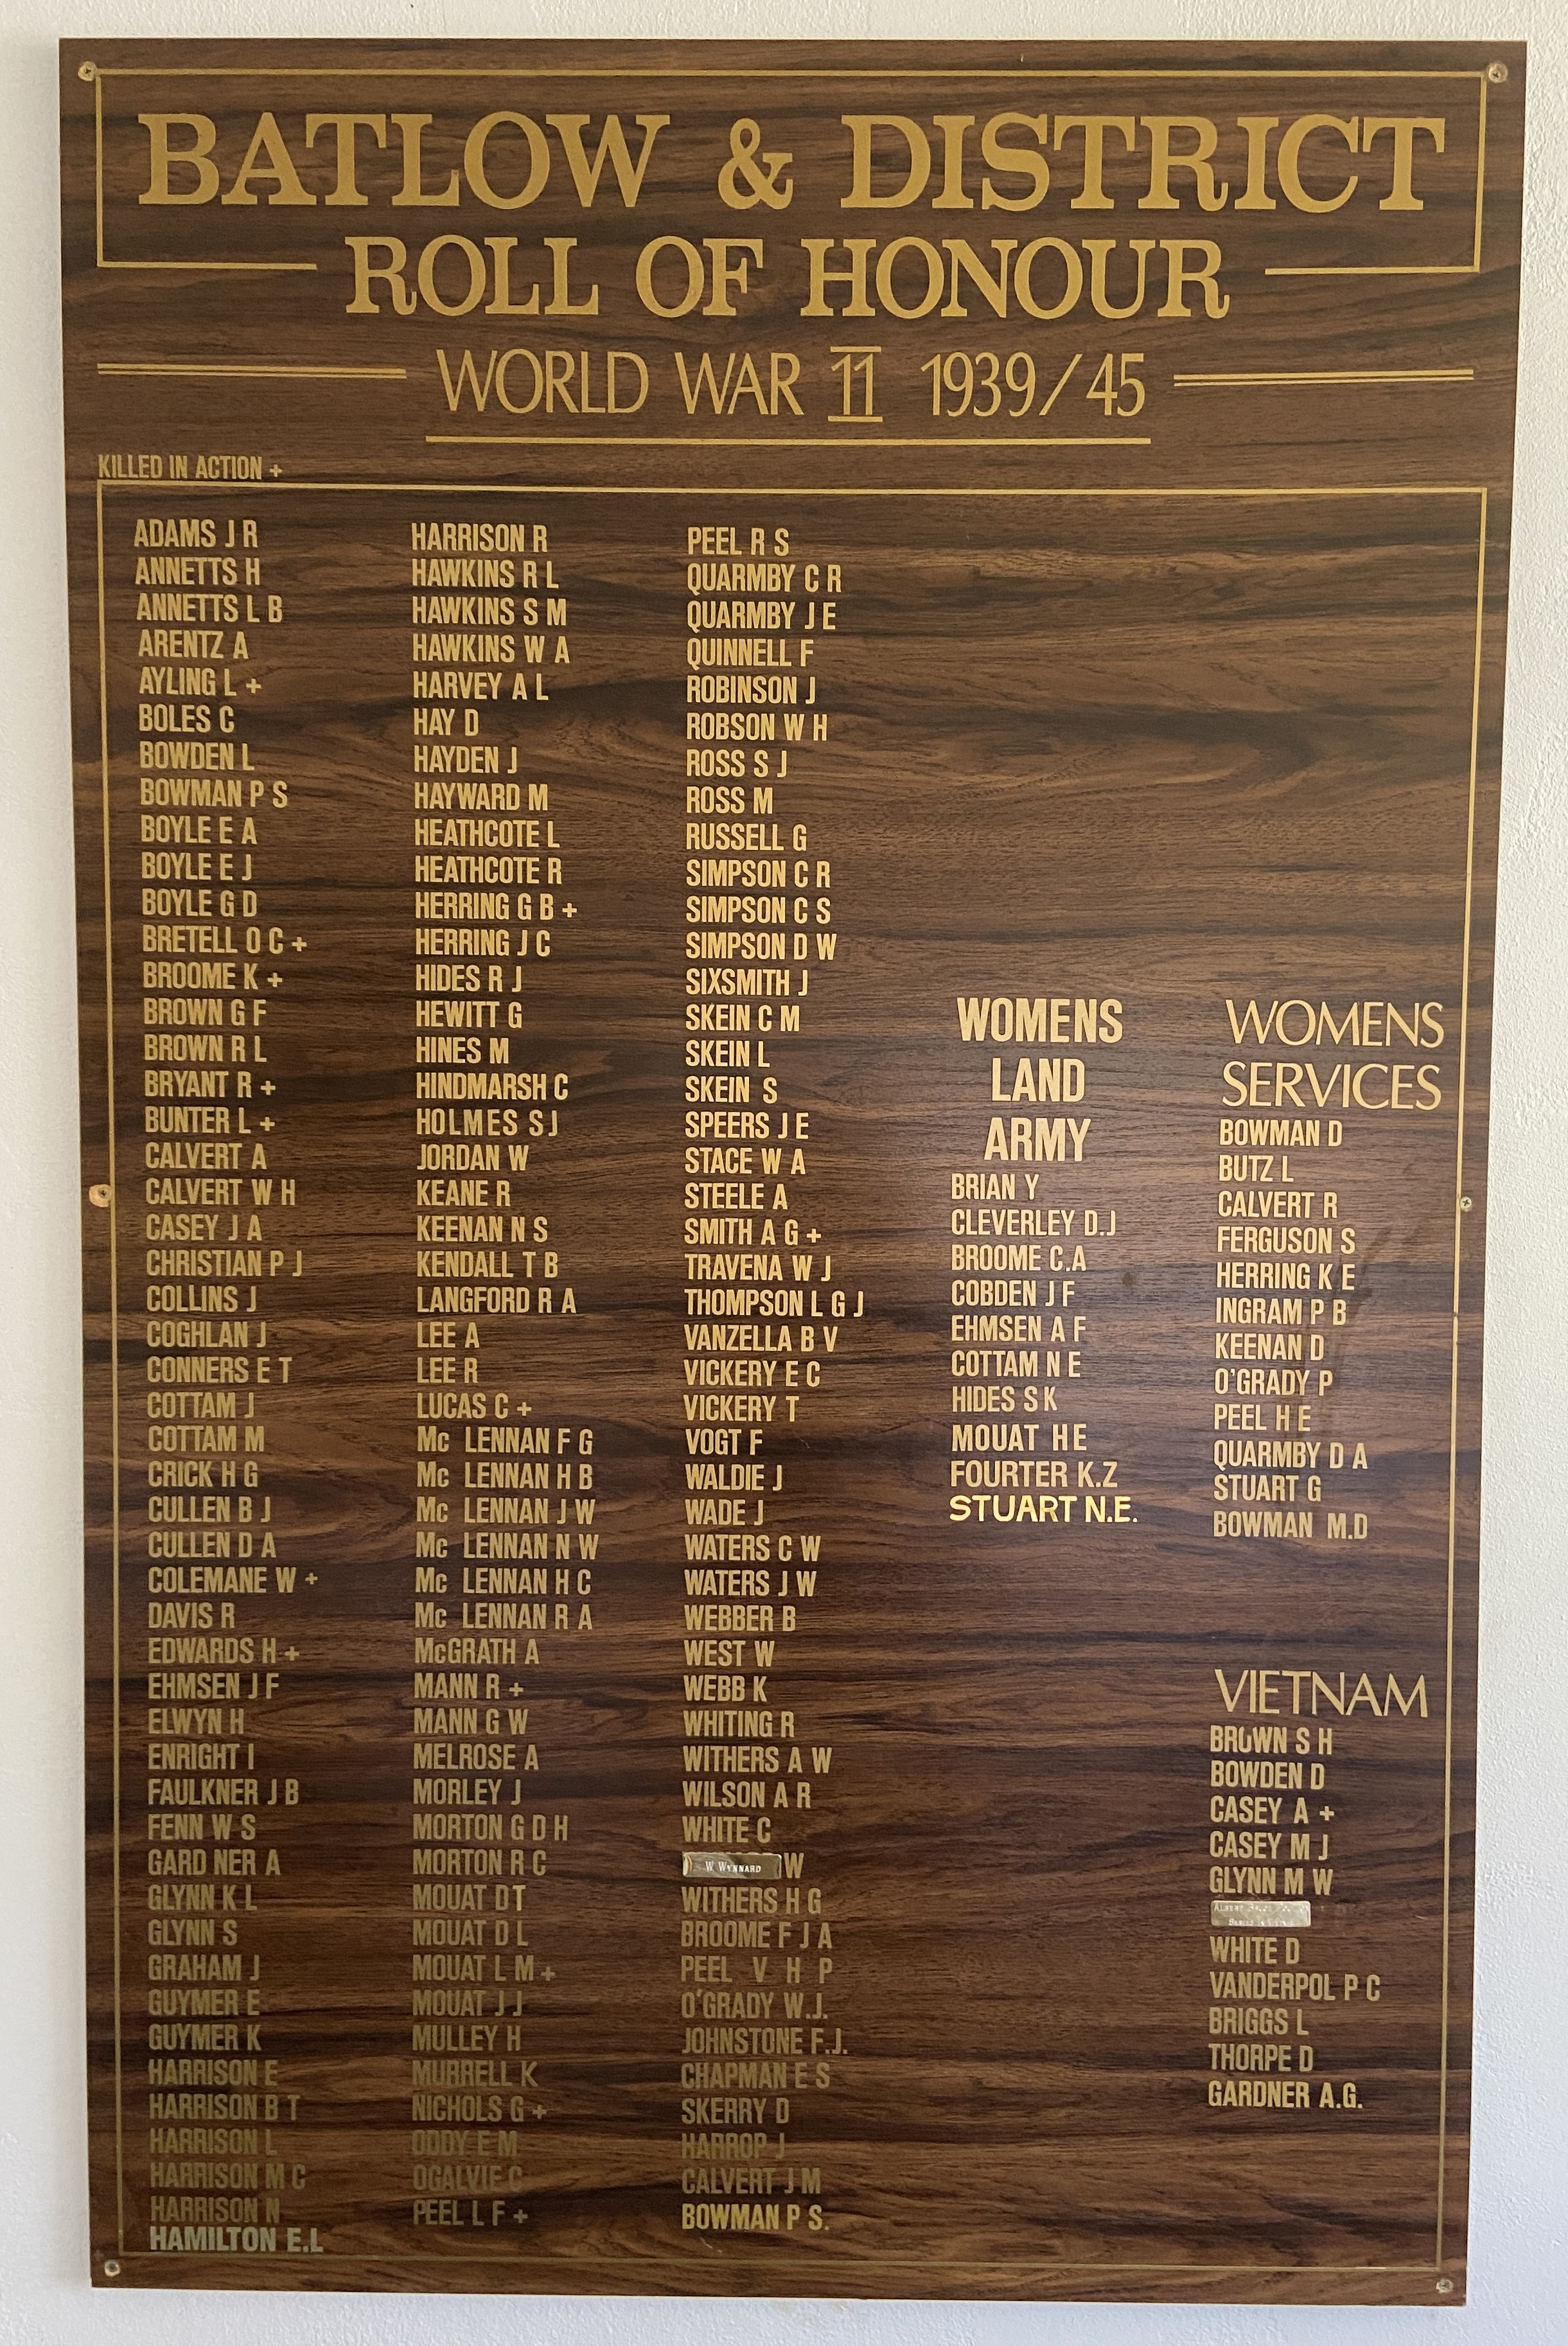 BATLOW & DISTRICT
ROLL OF HONOUR
WORLD WAR 11 1939/45
KILLED IN ACTION +
ADAMS J R
ANNETTS H
ANNETTS L B
ARENTZ A
AYLING L +
BOLES C
BOWDEN L
BOWMAN P S
BOYLE E A
BOYLE E J
BOYLE G D
BRETELL O C +
BROOME K +
BROWN G F
BROWN R L
BRYANT R +
BUNTER L +
CALVERT A
CALVERT W H
CASEY J A
CHRISTIAN P J
COLLINS J
COGHLAN J
CONNERS E T
COTTAM J
COTTAM M
CRICK H G
CULLEN B J
CULLEN D A
COLEMANE W +
DAVIS R
EDWARDS H +
EHMSEN J F
ELWYN H
ENRIGHT I
FAULKNER J B
FENN W S
GARD NER A
GLYNN K L
GLYNN S
GRAHAM J
GUYMER E
GUYMER K
HARRISON E
HARRISON B T
HARRISON L
HARRISON M C
HARRISON N
HAMILTON E.L
HARRISON R
HAWKINS R L
HAWKINS S M
HAWKINS W A
HARVEY A L
HAY D
HAYDEN J
HAYWARD M
HEATHCOTE L
HEATHCOTE R
HERRING G B +
HERRING J C
HIDES R J
HEWITT G
HINES M
HINDMARSH C
HOLMES S J
JORDAN W
KEANE R
KEENAN N S
KENDALL T B
LANGFORD R A
LEE A
LEE R
LUCAS C +
Mc LENNAN F G
Mc LENNAN H B
Mc LENNAN J W
Mc LENNAN N W
Mc LENNAN H C
Mc LENNAN R A
McGRATH A
MANN R +
MANN G W
MELROSE A
MORLEY J
MORTON G D H
MORTON R C
MOUAT D T
MOUAT D L
MOUAT L M +
MOUAT J J
MULLEY H
MURRELL K
NICHOLS G +
ODDY E M
OGALVIE C
PEEL L F +
PEEL R S
QUARMBY C R
QUARMBY J E
QUINNELL F
ROBINSON J
ROBSON W H
ROSS S J
ROSS M
RUSSELL G
SIMPSON C R
SIMPSON C S
SIMPSON D W
SIXSMITH J
SKEIN C M
SKEIN L
SKEIN S
SPEERS J E
STACE W A
STEELE A
SMITH A G +
TRAVENA W J
THOMPSON L G J
VANZELLA B V
VICKERY E C
VICKERY T
VOGT F
WALDIE J
WADE J
WATERS C W
WATERS J W
WEBBER B
WEST W
WEBB K
WHITING R
WITHERS A W
WILSON A R
WHITE C
W WYNNARD W
WITHERS H G
BROOME F J A
PEEL V H P
O'GRADY W.J.
JOHNSTONE F.J.
CHAPMAN E S
SKERRY D
HARROP J
CALVERT J M
BOWMAN P S.
WOMENS
LAND
ARMY
BRIAN Y
CLEVERLEY D.J
BROOME C.A
COBDEN J F
EHMSEN A F
COTTAM N E
HIDES S K
MOUAT H E
FOURTER K.Z
STUART N.E.
WOMENS
SERVICES
BOWMAN D
BUTZ L
CALVERT R
FERGUSON S
HERRING K E
INGRAM P B
KEENAN D
O'GRADY P
PEEL H E
QUARMBY D A
STUART G
BOWMAN M.D
VIETNAM
BROWN S H
BOWDEN D
CASEY A +
CASEY M J
GLYNN M W
ALBERT
WHITE D
VANDERPOL P C
BRIGGS L
THORPE D
GARDNER A.G.